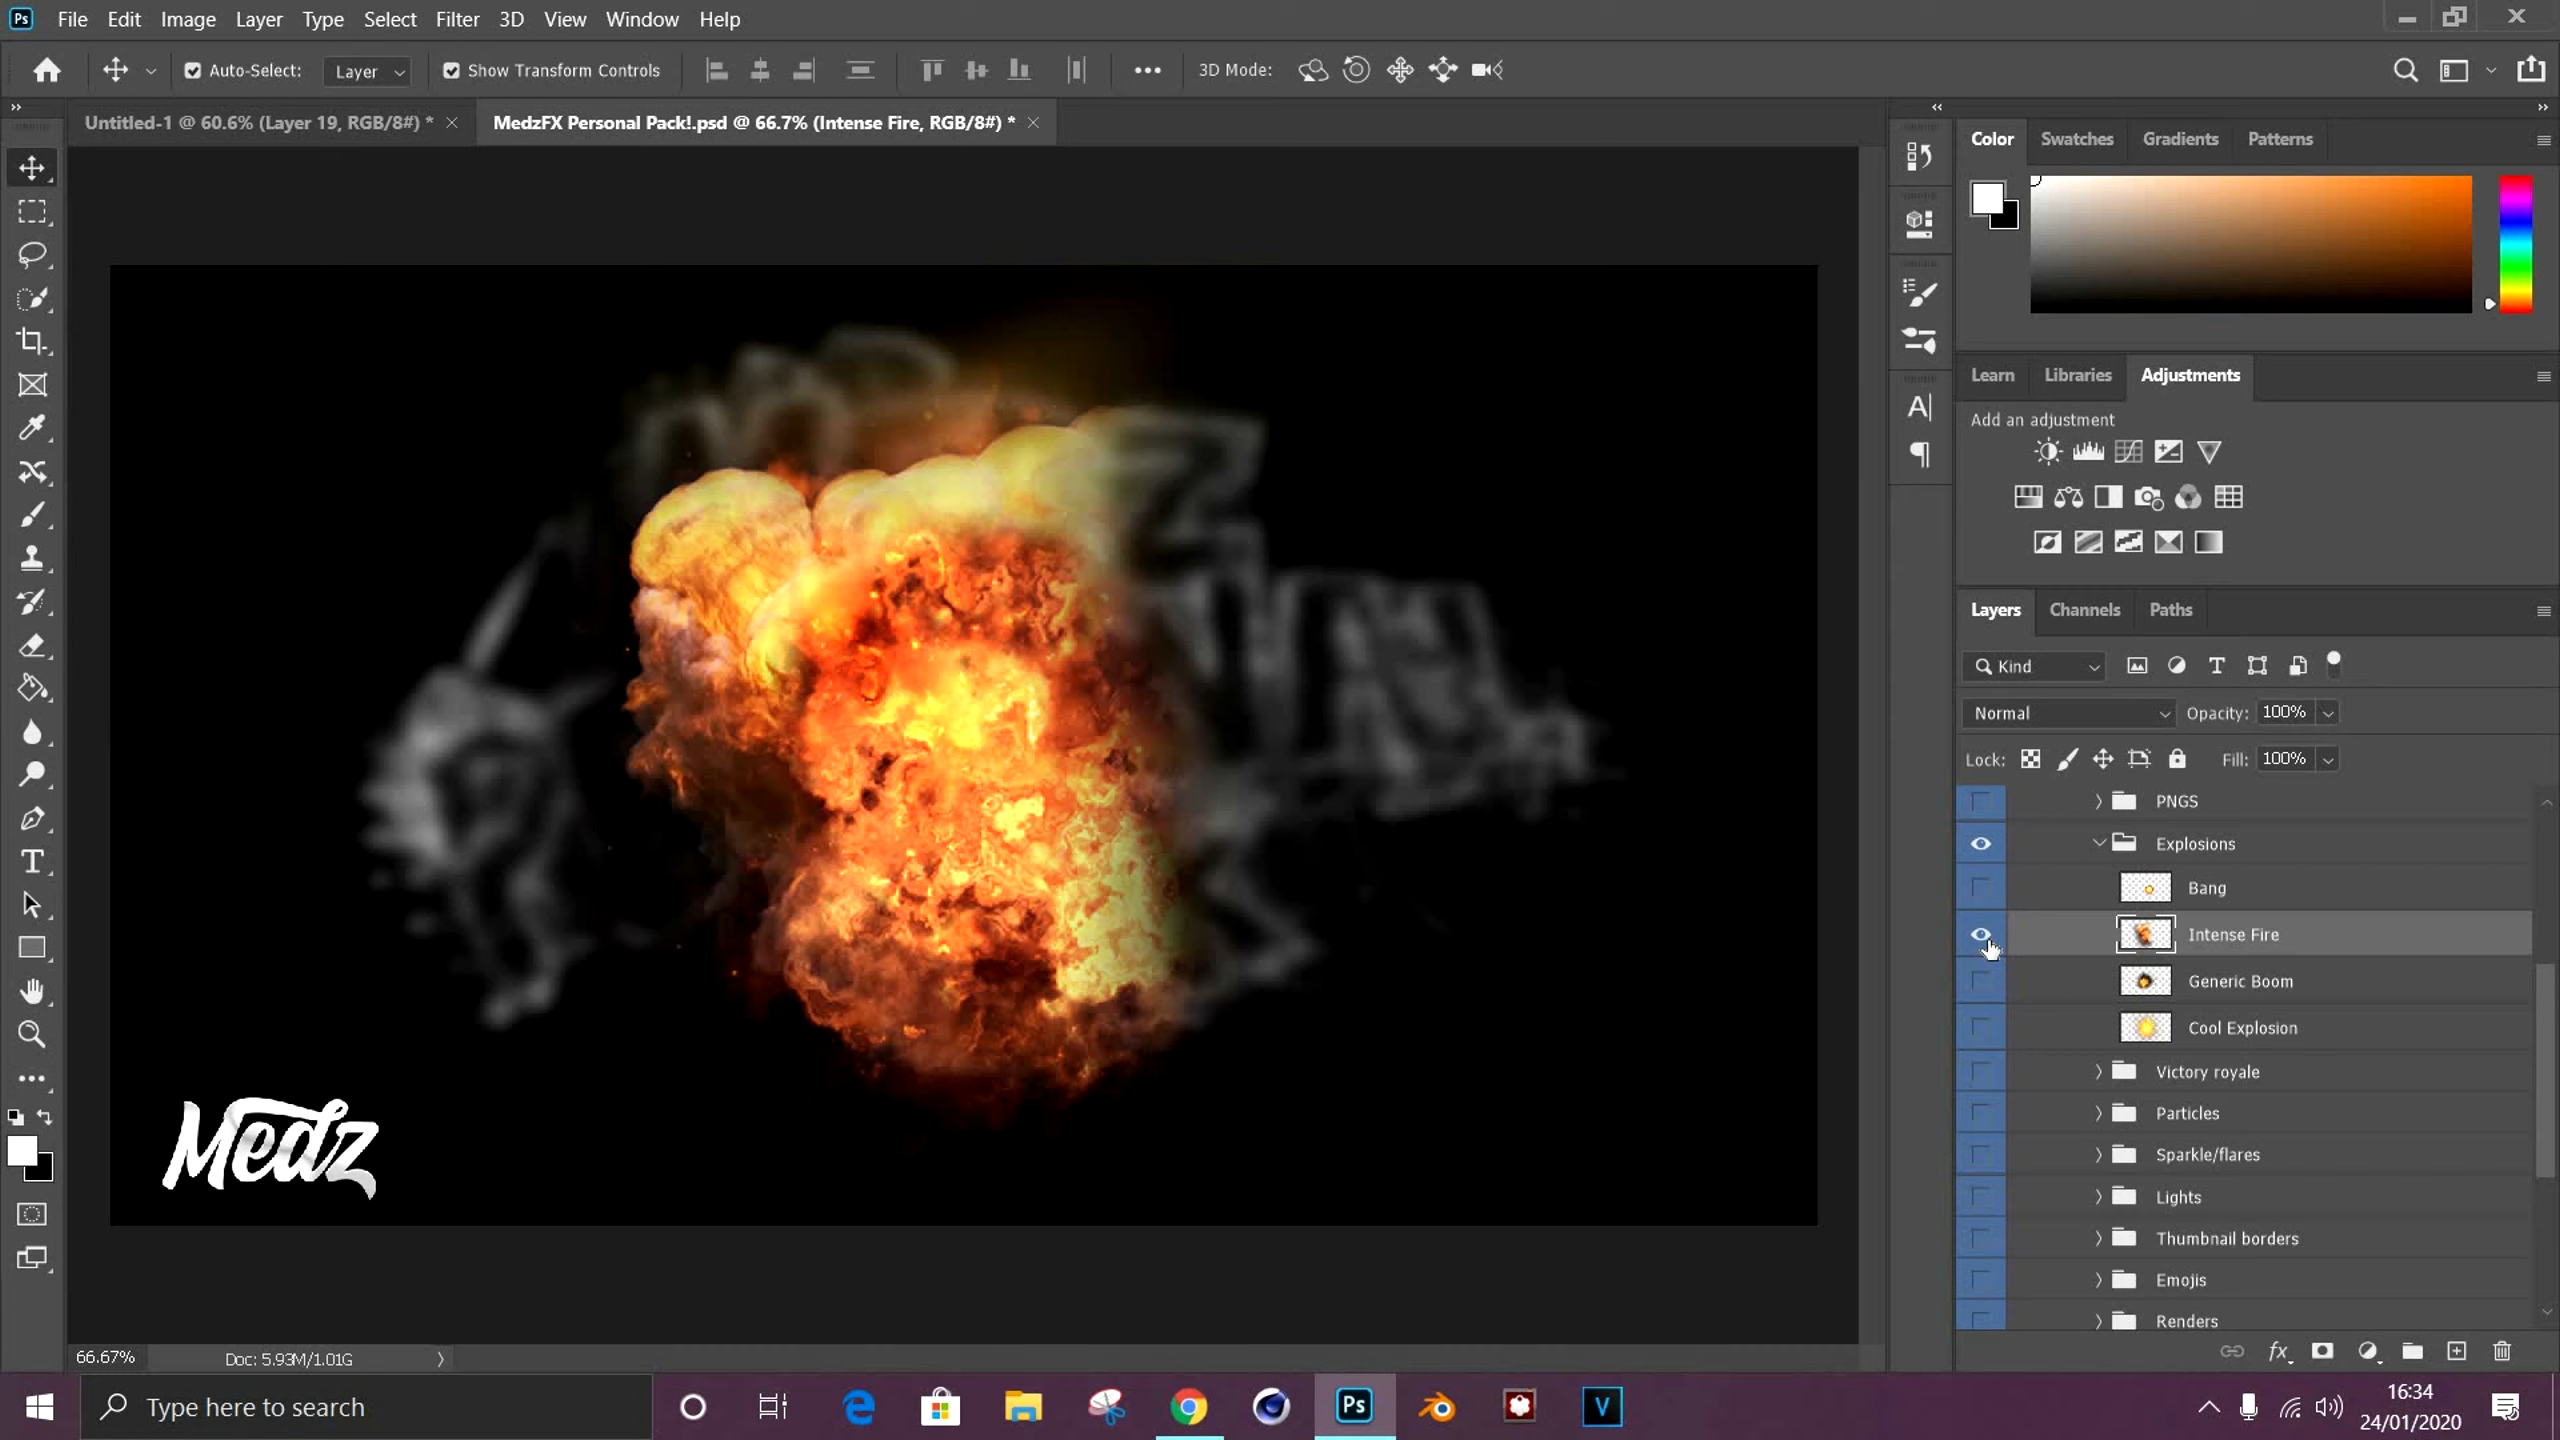 Ps File Edit Image Layer Type Select Filter 3D View Window Help
Auto-Select: Layer Show Transform Controls 3D Mode:
Untitled-1 @ 60.6% (Layer 19, RGB/8#) * MedzFX Personal Pack!.psd @ 66.7% (Intense Fire, RGB/8#) *
Color Swatches Gradients Patterns
Learn Libraries Adjustments
Add an adjustment
Layers Channels Paths
Kind
Normal Opacity: 100%
Lock: Fill: 100%
PNGS
Explosions
Bang
Intense Fire
Generic Boom
Cool Explosion
Victory royale
Particles
Sparkle/flares
Lights
Thumbnail borders
Emojis
Renders
Medz
66.67% Doc: 5.93M/1.01G
Type here to search
Ps
V
16:34
24/01/2020